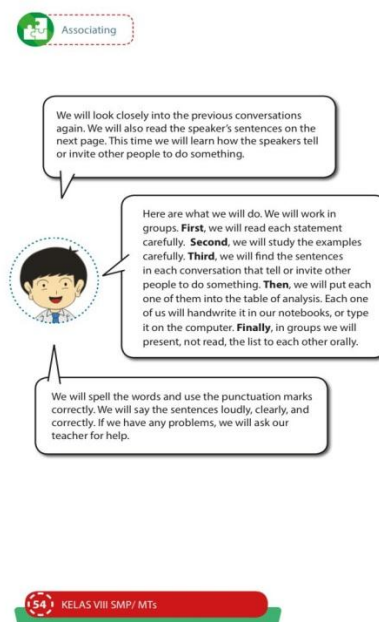 Associating
We will look closely into the previous conversations
again. We will also read the speaker's sentences on the
next page. This time we will learn how the speakers tell
or invite other people to do something.
Here are what we will do. We will work in
groups. First, we will read each statement
carefully. Second, we will study the examples
carefully. Third, we will find the sentences
in each conversation that tell or invite other
people to do something. Then, we will put each
one of them into the table of analysis. Each one
of us will handwrite it in our notebooks, or type
it on the computer. Finally, in groups we will
present, not read, the list to each other orally.
We will spell the words and use the punctuation marks
correctly. We will say the sentences loudly, clearly, and
correctly. If we have any problems, we will ask our
teacher for help.
54 KELAS VIII SMP/ MTs